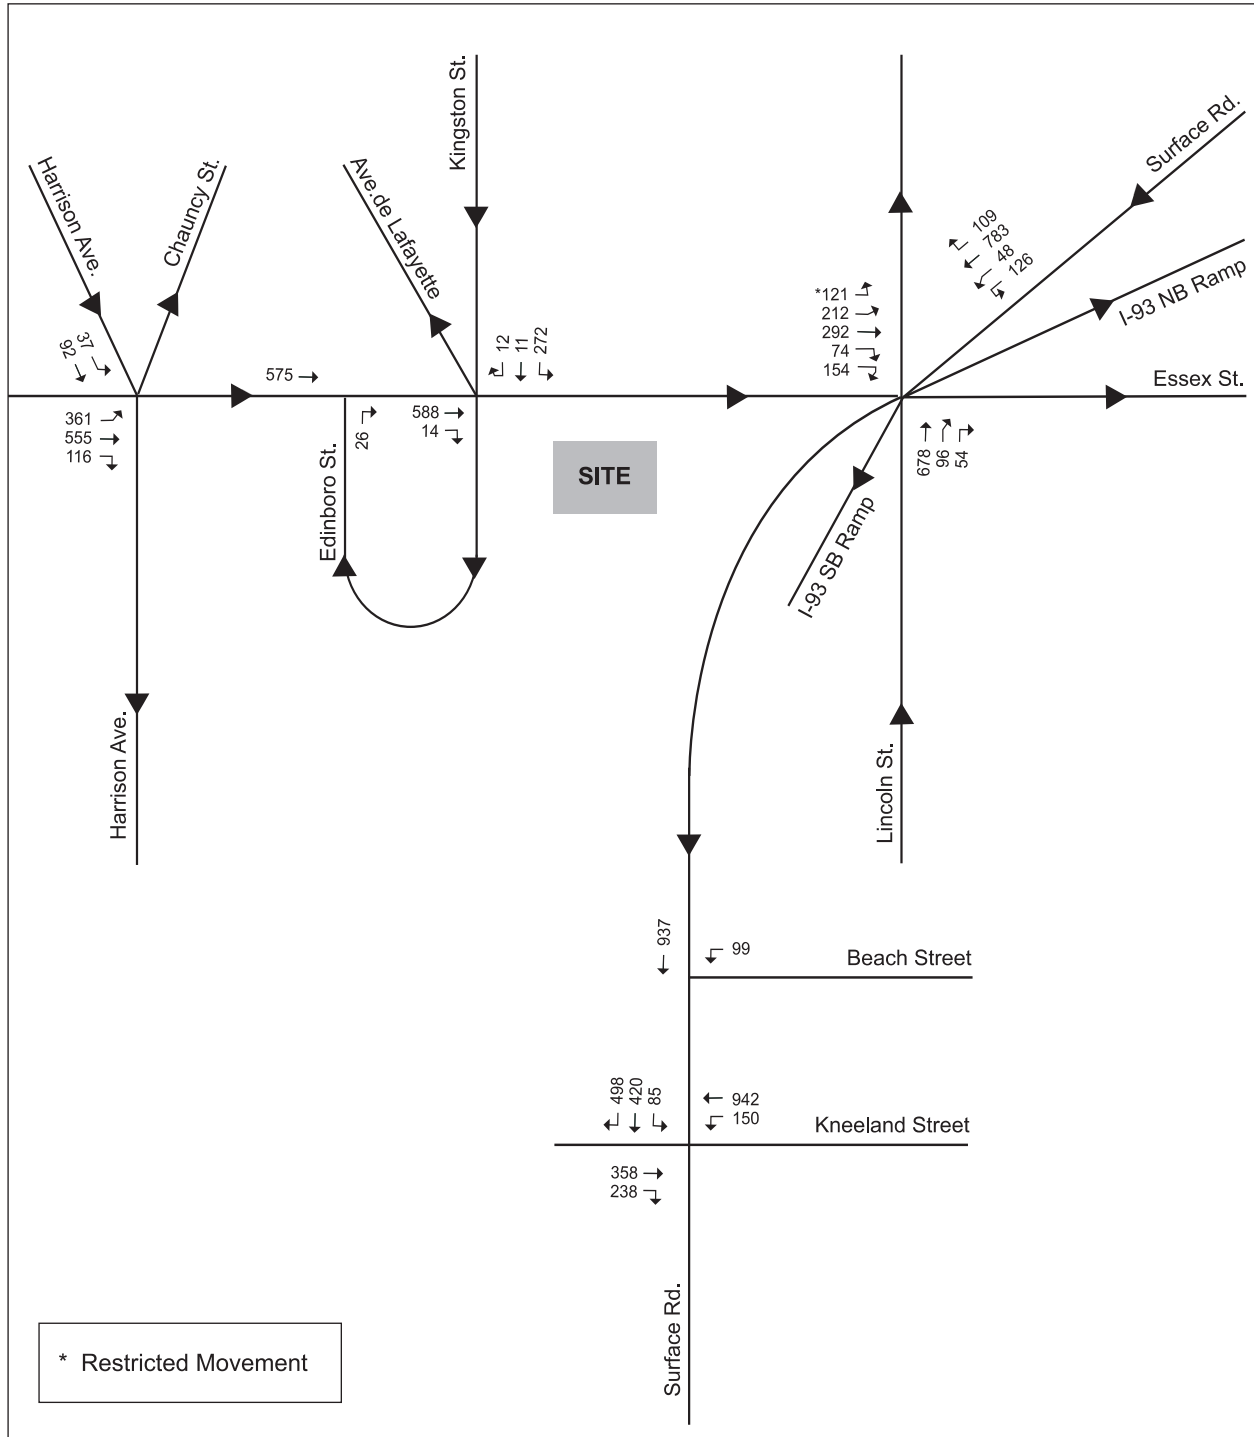 Kingston St.
Surface Rd.
Harrison Ave.
Chauncy St.
Ave.de Lafayette
I-93 NB Ramp
109
783
48
126
*121
212
292
74
154
37
92
12
11
272
575
Essex St.
361
555
116
26
588
14
678
96
54
SITE
Edinboro St.
I-93 SB Ramp
Harrison Ave.
Lincoln St.
937
99
Beach Street
498
420
85
942
150
Kneeland Street
358
238
Surface Rd.
* Restricted Movement